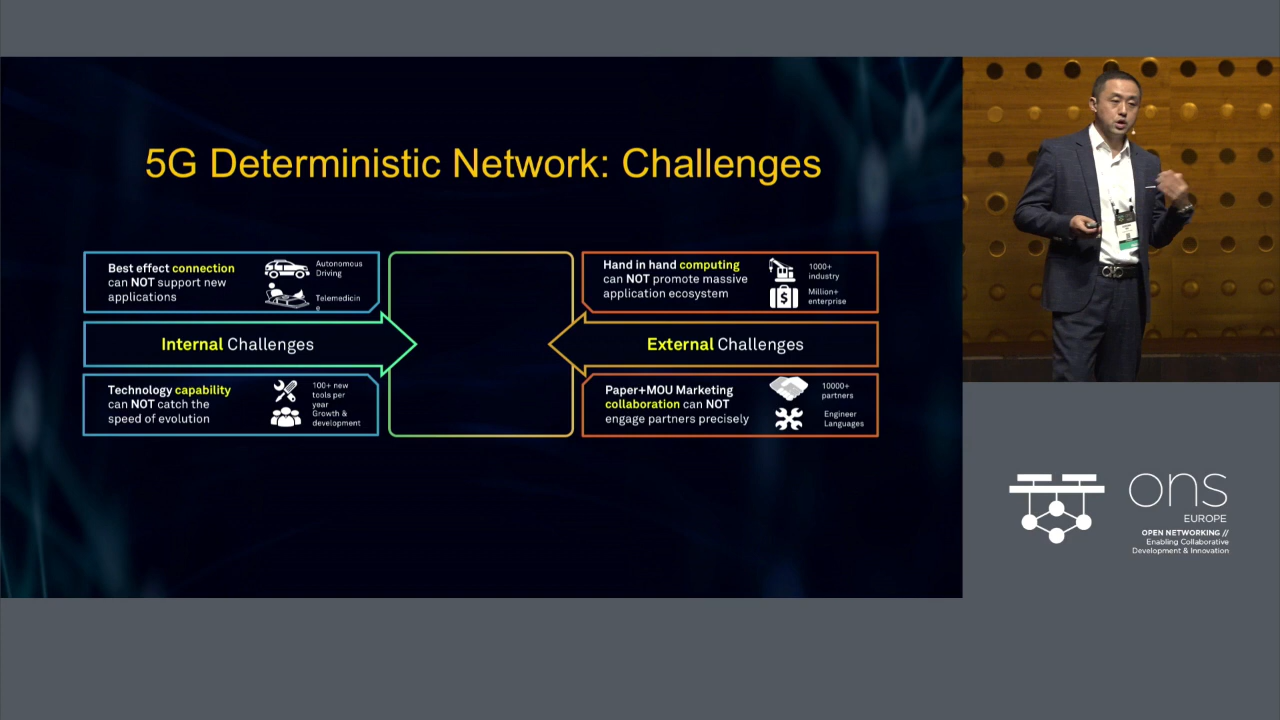 5G Deterministic Network: Challenges
Best effect connection
can NOT support new
applications
Autonomous
Driving
Telemedicin
e
Internal Challenges
Technology capability
can NOT catch the
speed of evolution
100+ new
tools per
year
Growth &
development
Hand in hand computing
can NOT promote massive
application ecosystem
1000+
industry
Million+
enterprise
External Challenges
Paper+MOU Marketing
collaboration can NOT
engage partners precisely
10000+
partners
Engineer
Languages
ons
EUROPE
OPEN NETWORKING //
Enabling Collaborative
Development & Innovation